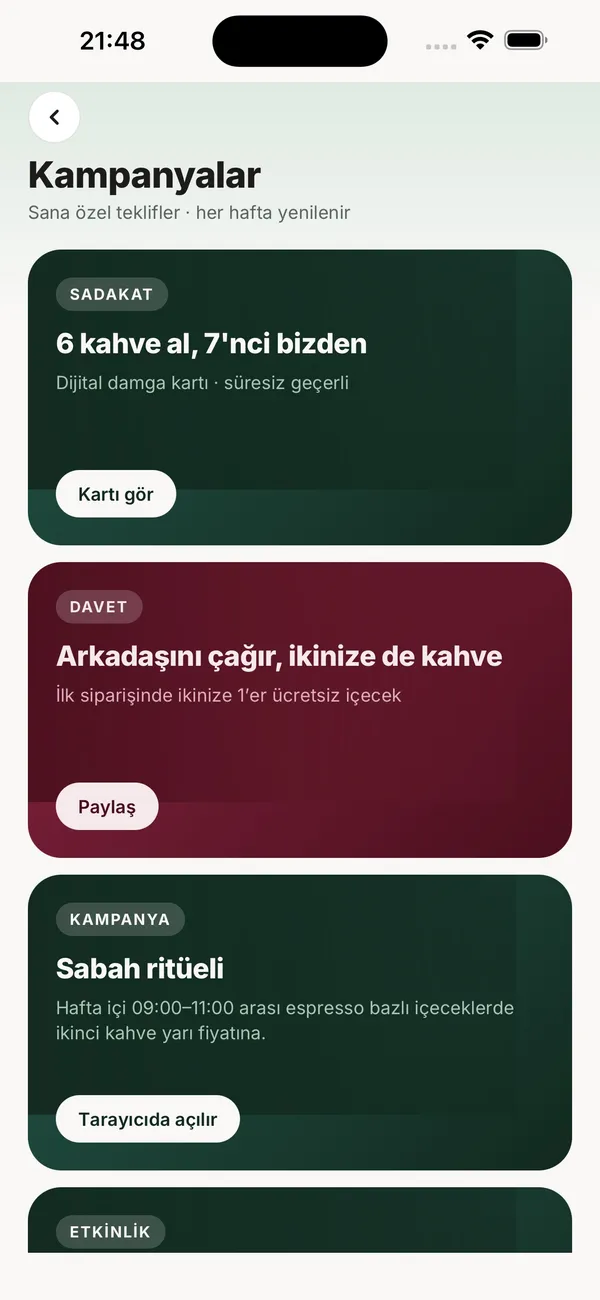 21:48
Kampanyalar
Sana özel teklifler · her hafta yenilenir
SADAKAT
6 kahve al, 7'nci bizden
Dijital damga kartı · süresiz geçerli
Kartı gör
DAVET
Arkadaşını çağır, ikinize de kahve
İlk siparişinde ikinize 1’er ücretsiz içecek
Paylaş
KAMPANYA
Sabah ritüeli
Hafta içi 09:00–11:00 arası espresso bazlı içeceklerde
ikinci kahve yarı fiyatına.
Tarayıcıda açılır
ETKİNLİK